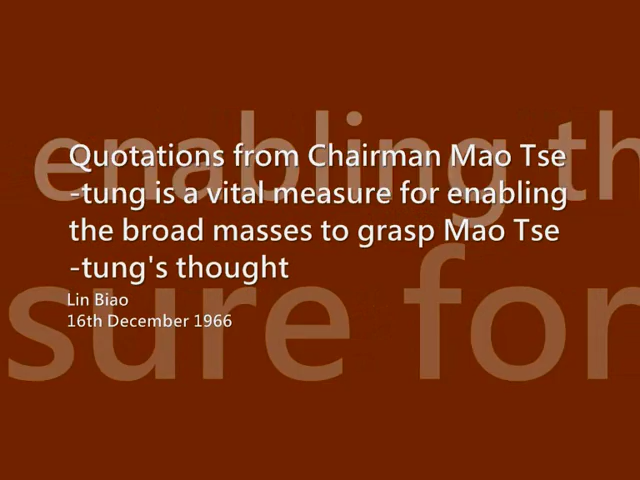 enabling th
Quotations from Chairman Mao Tse
-tung is a vital measure for enabling
the broad masses to grasp Mao Tse
-tung's thought
Lin Biao
16th December 1966
sure for